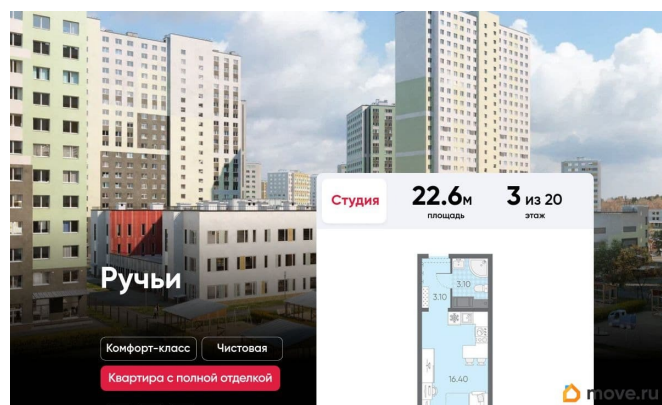 Студия
22.6м
площадь
3 из 20
этаж
3.10
3.10
16.40
Ручьи
Комфорт-класс
Чистовая
Квартира с полной отделкой
move.ru